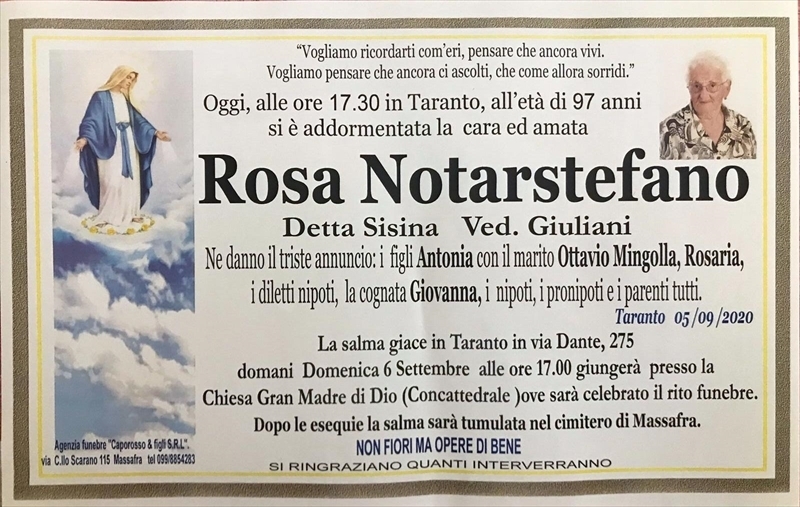 “Vogliamo ricordarti com’eri, pensare che ancora vivi.
Vogliamo pensare che ancora ci ascolti, che come allora sorridi.”
Oggi, alle ore 17.30 in Taranto, all’età di 97 anni
si è addormentata la cara ed amata
Rosa Notarstefano
Detta Sisina Ved. Giuliani
Ne danno il triste annuncio: i figli Antonia con il marito Ottavio Mingolla, Rosaria,
i diletti nipoti, la cognata Giovanna, i nipoti, i pronipoti e i parenti tutti.
Taranto 05/09/2020
La salma giace in Taranto in via Dante, 275
domani Domenica 6 Settembre alle ore 17.00 giungerà presso la
Chiesa Gran Madre di Dio (Concattedrale )ove sarà celebrato il rito funebre.
Dopo le esequie la salma sarà tumulata nel cimitero di Massafra.
NON FIORI MA OPERE DI BENE
SI RINGRAZIANO QUANTI INTERVERRANNO
Agenzia funebre "Caporosso & figli S.R.L".
via C.llo Scarano 115 Massafra tel 099/8854283